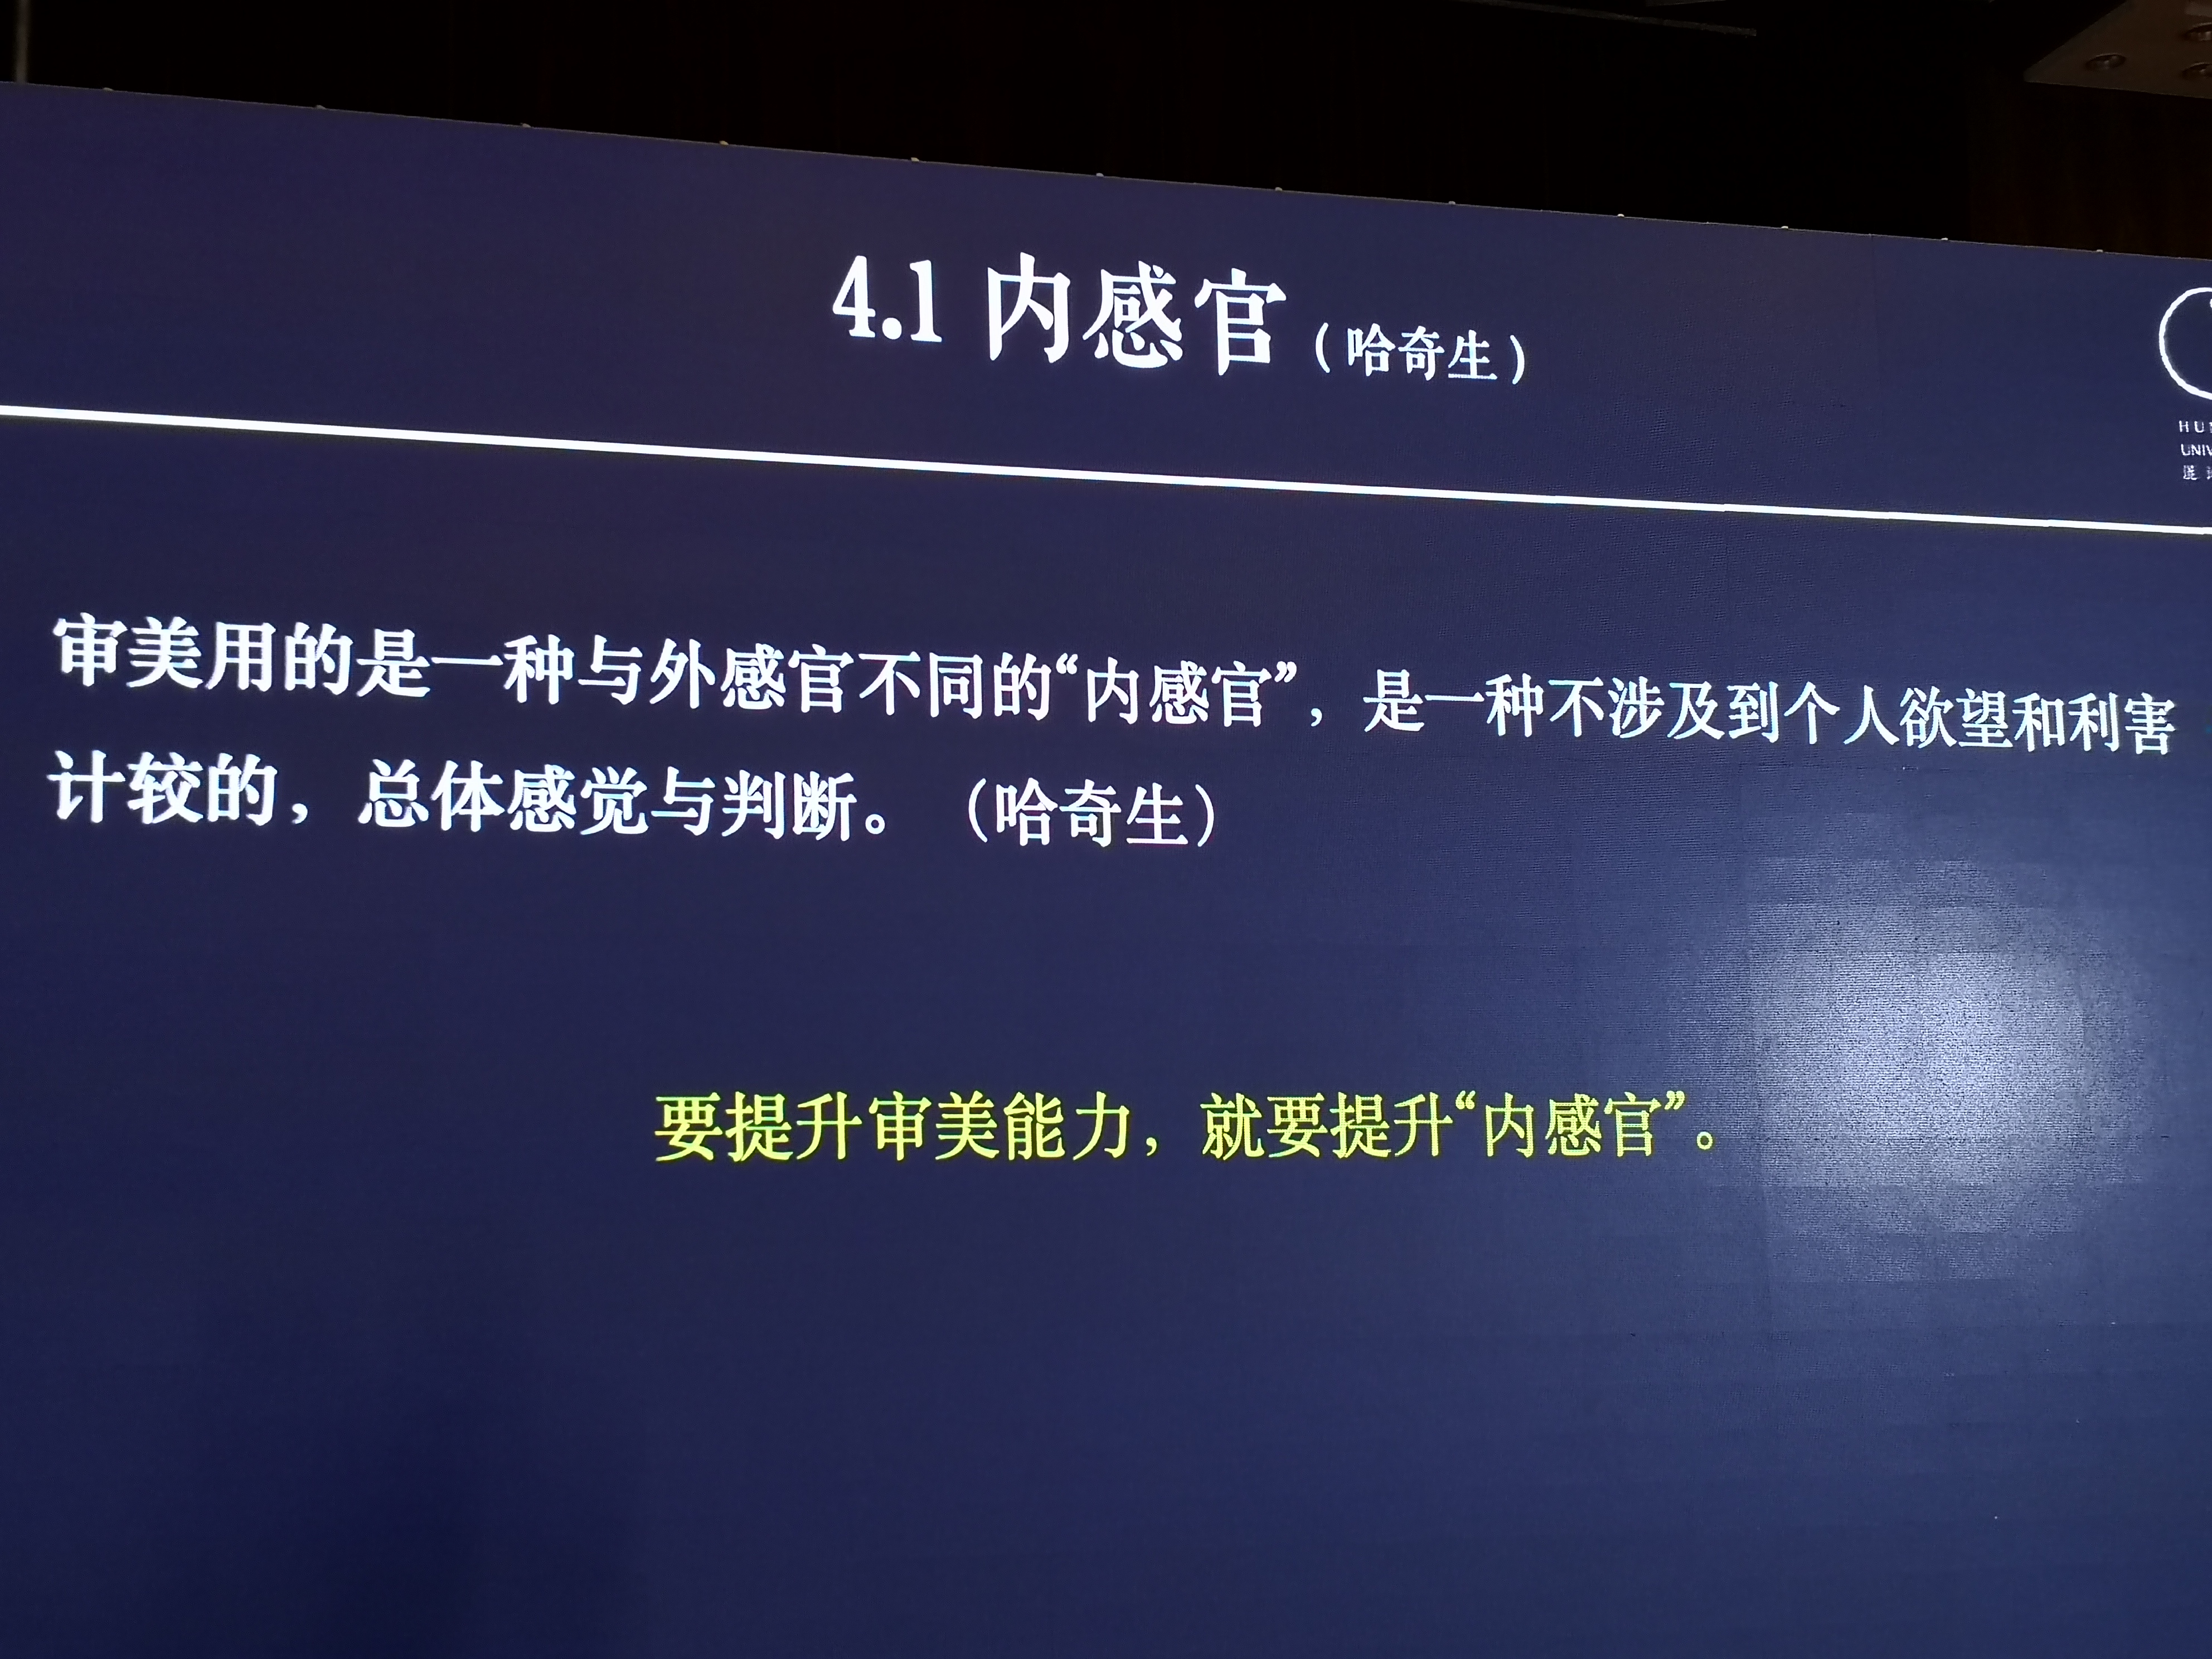 4.1 内感官（哈奇生）
HU
UNIV
混
审美用的是一种与外感官不同的“内感官”，是一种不涉及到个人欲望和利害
计较的，总体感觉与判断。（哈奇生）
要提升审美能力，就要提升“内感官”。